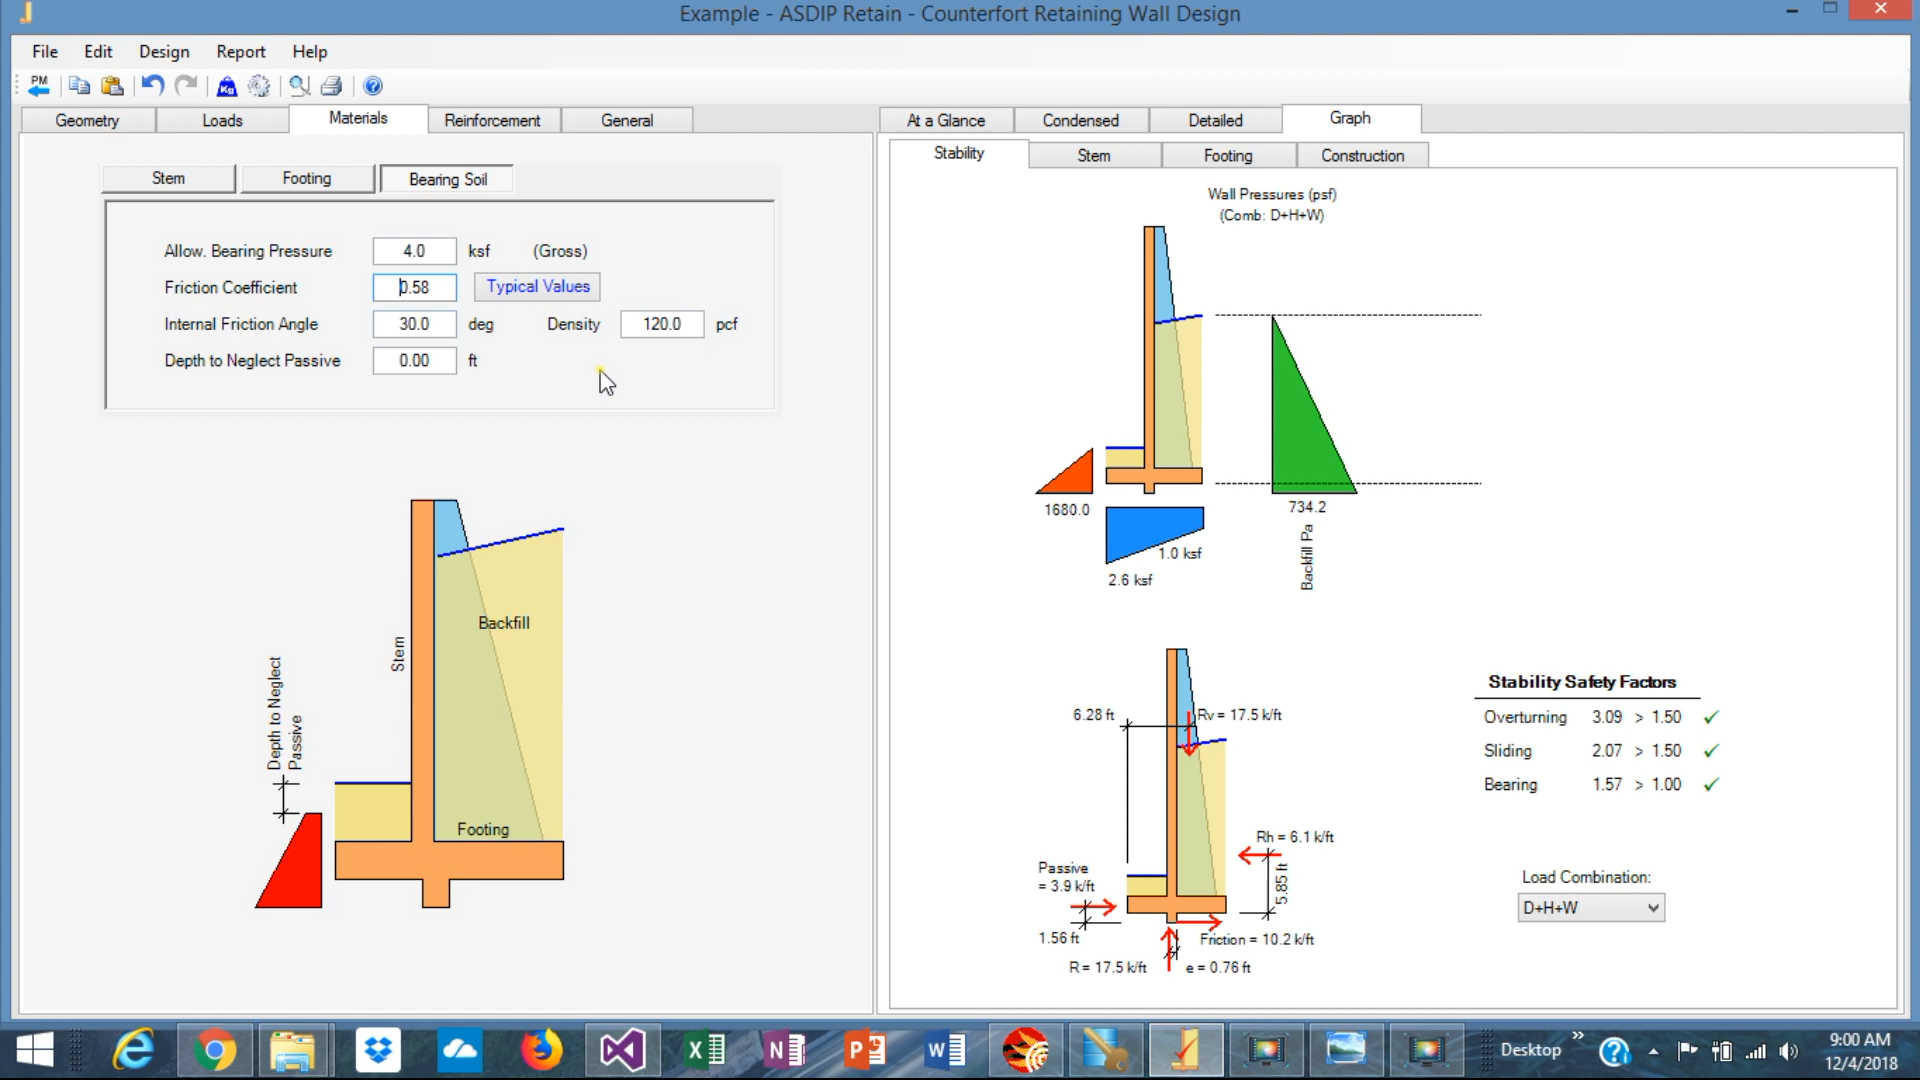 Example - ASDIP Retain - Counterfort Retaining Wall Design
File Edit Design Report Help
PM
Kg
Geometry Loads Materials Reinforcement General
At a Glance Condensed Detailed Graph
Stem Footing Bearing Soil
Allow. Bearing Pressure 4.0 ksf (Gross)
Friction Coefficient 0.58 Typical Values
Internal Friction Angle 30.0 deg Density 120.0 pcf
Depth to Neglect Passive 0.00 ft
Backfill
Stem
Depth to Neglect
Passive
Footing
Stability Stem Footing Construction
Wall Pressures (psf)
(Comb: D+H+W)
1680.0
734.2
Backfill Pa
1.0 ksf
2.6 ksf
6.28 ft
Rv = 17.5 k/ft
Rh = 6.1 k/ft
5.85 ft
Passive
= 3.9 k/ft
1.56 ft
Friction = 10.2 k/ft
R = 17.5 k/ft
e = 0.76 ft
Stability Safety Factors
Overturning 3.09 > 1.50 ✓
Sliding 2.07 > 1.50 ✓
Bearing 1.57 > 1.00 ✓
Load Combination:
D+H+W
Desktop
9:00 AM
12/4/2018